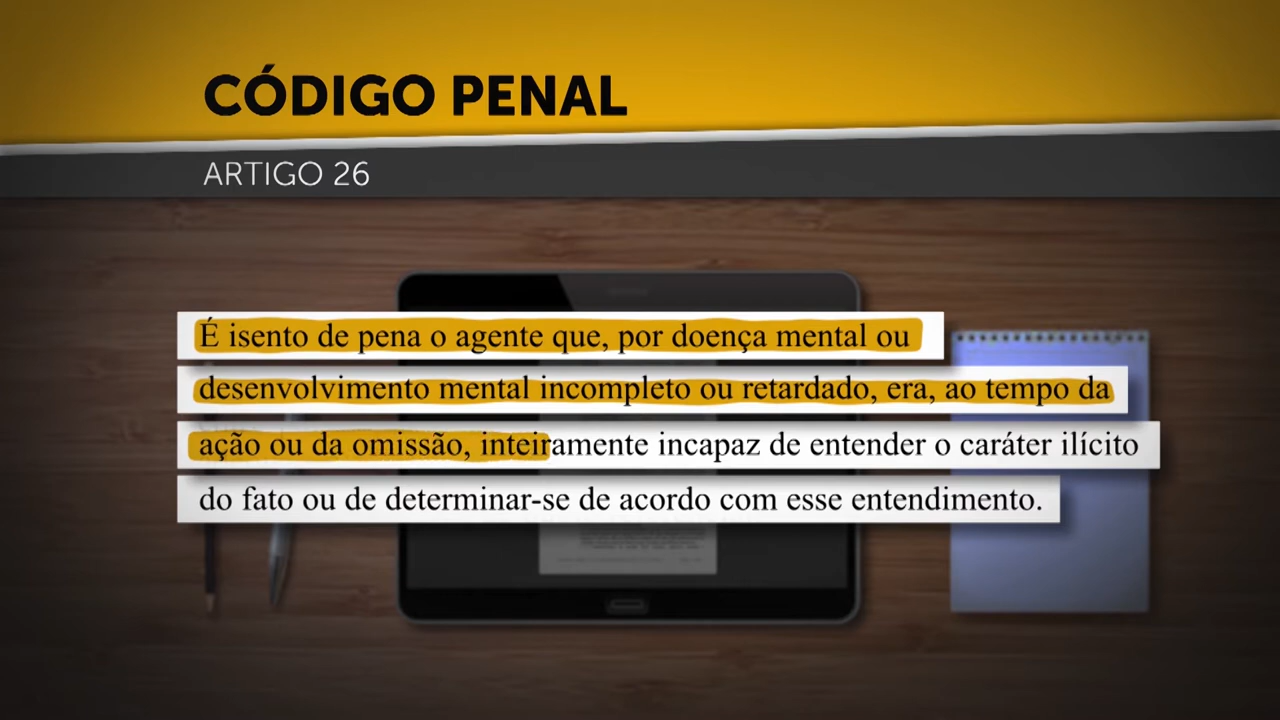 CÓDIGO PENAL
ARTIGO 26
É isento de pena o agente que, por doença mental ou
desenvolvimento mental incompleto ou retardado, era, ao tempo da
ação ou da omissão, inteiramente incapaz de entender o caráter ilícito
do fato ou de determinar-se de acordo com esse entendimento.